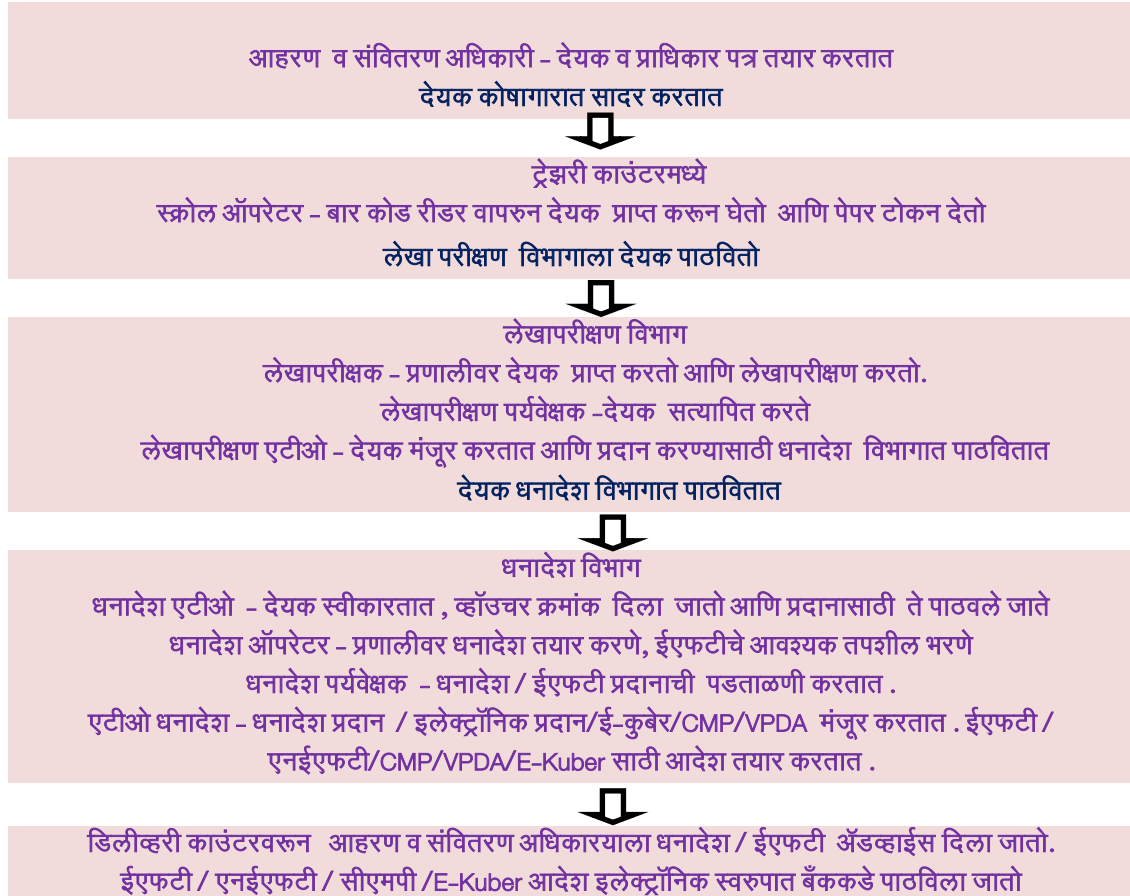 आहरण व संवितरण अधिकारी - देयक व प्राधिकार पत्र तयार करतात
देयक कोषागारात सादर करतात
ट्रेझरी काउंटरमध्ये
स्क्रोल ऑपरेटर - बार कोड रीडर वापरुन देयक प्राप्त करून घेतो आणि पेपर टोकन देतो
लेखा परीक्षण विभागाला देयक पाठवितो
लेखापरीक्षण विभाग
लेखापरीक्षक - प्रणालीवर देयक प्राप्त करतो आणि लेखापरीक्षण करतो.
लेखापरीक्षण पर्यवेक्षक -देयक सत्यापित करते
लेखापरीक्षण एटीओ - देयक मंजूर करतात आणि प्रदान करण्यासाठी धनादेश विभागात पाठवितात
देयक धनादेश विभागात पाठवितात
धनादेश विभाग
धनादेश एटीओ - देयक स्वीकारतात , व्हॉउचर क्रमांक दिला जातो आणि प्रदानासाठी ते पाठवले जाते
धनादेश ऑपरेटर - प्रणालीवर धनादेश तयार करणे, ईएफटीचे आवश्यक तपशील भरणे
धनादेश पर्यवेक्षक - धनादेश / ईएफटी प्रदानाची पडताळणी करतात .
एटीओ धनादेश - धनादेश प्रदान / इलेक्ट्रॉनिक प्रदान/ई-कुबेर/CMP/VPDA मंजूर करतात . ईएफटी /
एनईएफटी/CMP/VPDA/E-Kuber साठी आदेश तयार करतात .
डिलीव्हरी काउंटरवरून आहरण व संवितरण अधिकारयाला धनादेश / ईएफटी ॲडव्हाईस दिला जातो.
ईएफटी / एनईएफटी / सीएमपी /E-Kuber आदेश इलेक्ट्रॉनिक स्वरुपात बँककडे पाठविला जातो